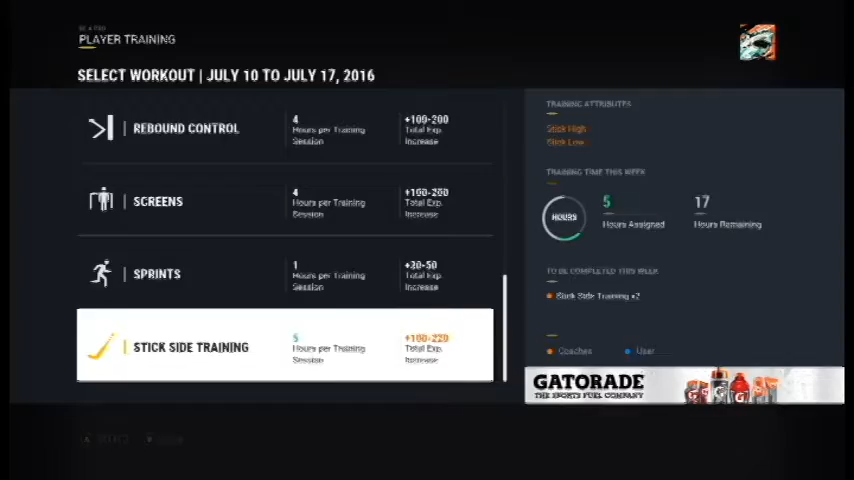 BE A PRO
PLAYER TRAINING
SELECT WORKOUT | JULY 10 TO JULY 17, 2016
REBOUND CONTROL
4
Hours per Training
Session
+100-200
Total Exp.
Increase
SCREENS
4
Hours per Training
Session
+100-200
Total Exp.
Increase
SPRINTS
1
Hours per Training
Session
+30-50
Total Exp.
Increase
STICK SIDE TRAINING
5
Hours per Training
Session
+100-220
Total Exp.
Increase
TRAINING ATTRIBUTES
Stick High
Stick Low
TRAINING TIME THIS WEEK
HOURS
5
Hours Assigned
17
Hours Remaining
TO BE COMPLETED THIS WEEK
Stick Side Training x2
Coaches
User
GATORADE
THE SPORTS FUEL COMPANY
A SELECT